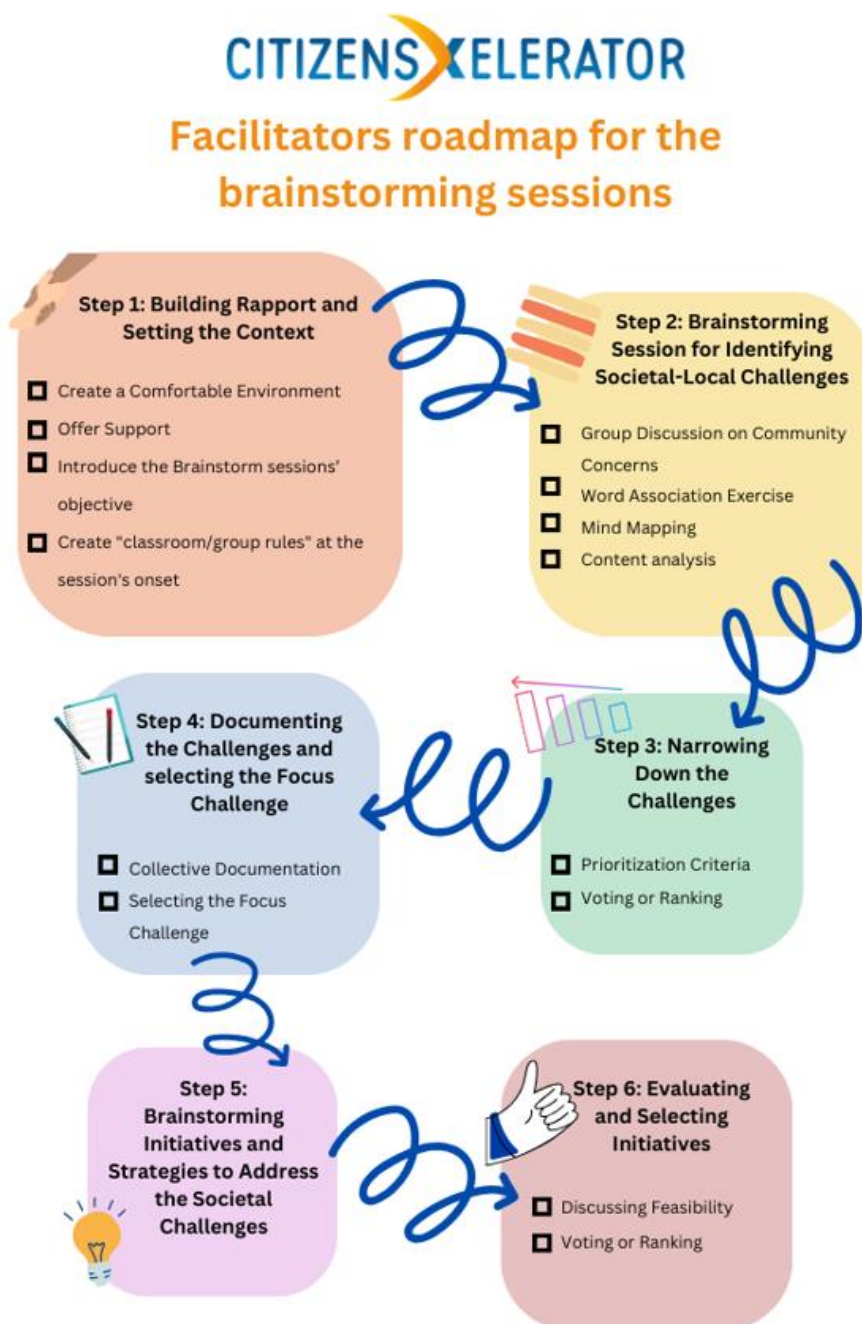 CITIZENSXELERATOR
Facilitators roadmap for the
brainstorming sessions
Step 1: Building Rapport and
Setting the Context
Create a Comfortable Environment
Offer Support
Introduce the Brainstorm sessions'
objective
Create "classroom/group rules" at the
session's onset
Step 2: Brainstorming
Session for Identifying
Societal-Local Challenges
Group Discussion on Community
Concerns
Word Association Exercise
Mind Mapping
Content analysis
Step 3: Narrowing
Down the
Challenges
Prioritization Criteria
Voting or Ranking
Step 4: Documenting
the Challenges and
selecting the Focus
Challenge
Collective Documentation
Selecting the Focus
Challenge
Step 5:
Brainstorming
Initiatives and
Strategies to Address
the Societal
Challenges
Step 6: Evaluating
and Selecting
Initiatives
Discussing Feasibility
Voting or Ranking